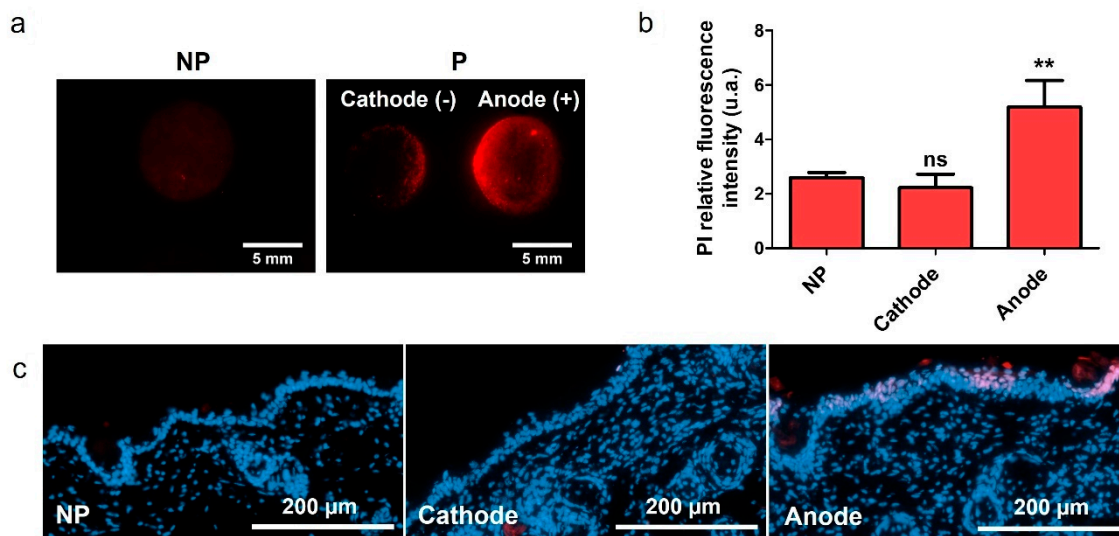 a
NP
P
Cathode (-)
Anode (+)
5 mm
5 mm
b
PI relative fluorescence
intensity (u.a.)
8
6
4
2
0
ns
**
NP
Cathode
Anode
c
NP
200 µm
Cathode
200 µm
Anode
200 µm